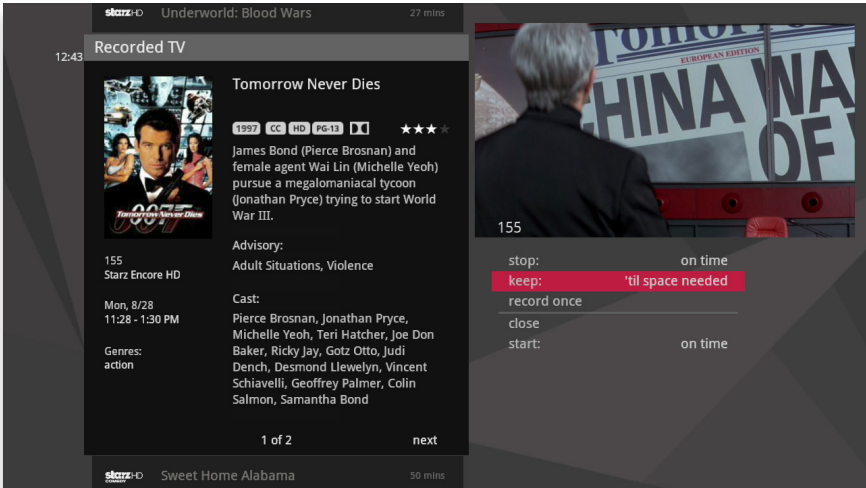 starz HD Underworld: Blood Wars 27 mins
12:43
Recorded TV
Tomorrow Never Dies
1997 CC HD PG-13
James Bond (Pierce Brosnan) and
female agent Wai Lin (Michelle Yeoh)
pursue a megalomaniacal tycoon
(Jonathan Pryce) trying to start World
War III.
Advisory:
Adult Situations, Violence
Cast:
Pierce Brosnan, Jonathan Pryce,
Michelle Yeoh, Teri Hatcher, Joe Don
Baker, Ricky Jay, Gotz Otto, Judi
Dench, Desmond Llewelyn, Vincent
Schiavelli, Geoffrey Palmer, Colin
Salmon, Samantha Bond
1 of 2 next
007
Tomorrow Never Dies
155
Starz Encore HD
Mon, 8/28
11:28 - 1:30 PM
Genres:
action
starz HD COMEDY Sweet Home Alabama 50 mins
Tomorrow
EUROPEAN EDITION
CHINA WA
OF
155
stop: on time
keep: 'til space needed
record once
close
start: on time